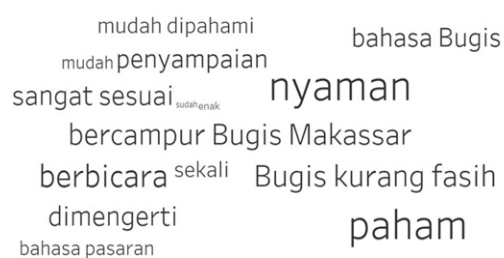 mudah dipahami
bahasa Bugis
mudah penyampaian
nyaman
sangat sesuai sudah enak
bercampur Bugis Makassar
berbicara sekali Bugis kurang fasih
dimengerti
paham
bahasa pasaran